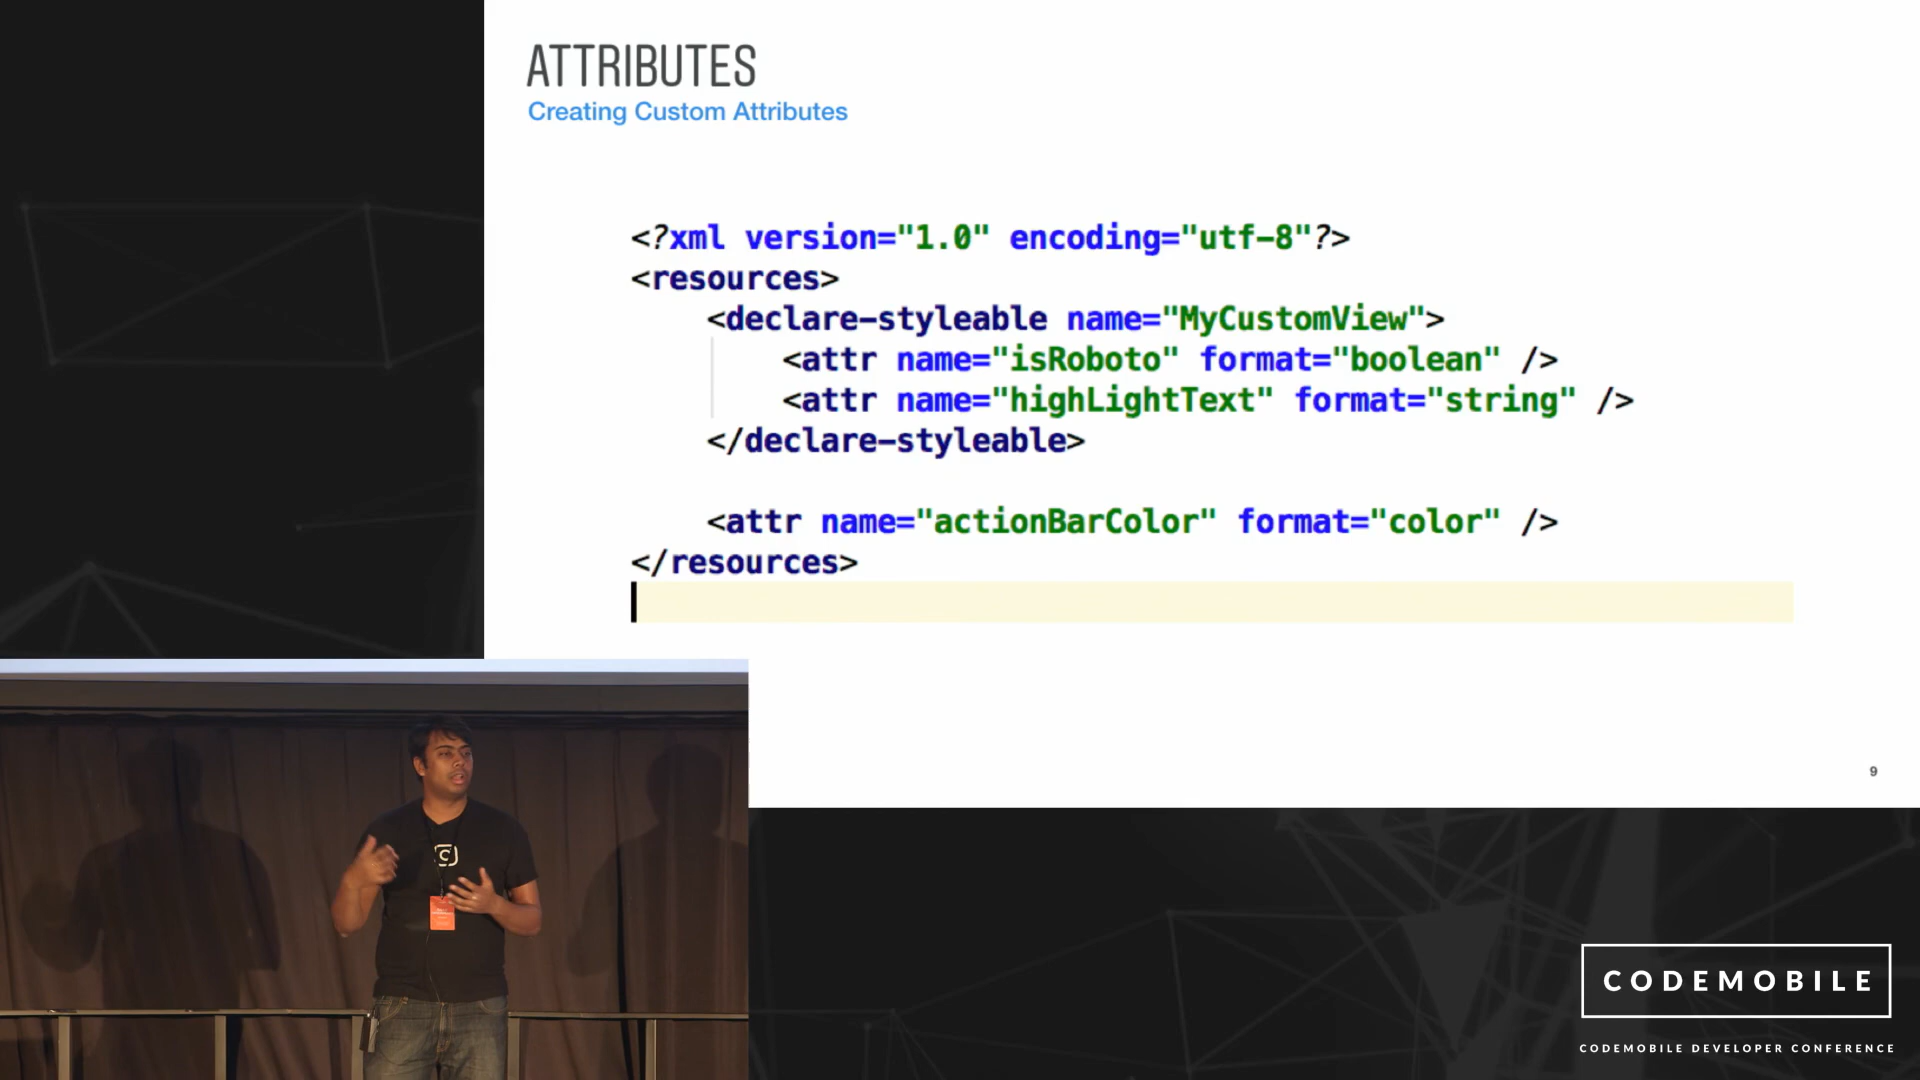 ATTRIBUTES
Creating Custom Attributes
<?xml version="1.0" encoding="utf-8"?>
<resources>
<declare-styleable name="MyCustomView">
<attr name="isRoboto" format="boolean" />
<attr name="highLightText" format="string" />
</declare-styleable>
<attr name="actionBarColor" format="color" />
</resources>
9
C
CODEMOBILE
CODEMOBILE DEVELOPER CONFERENCE